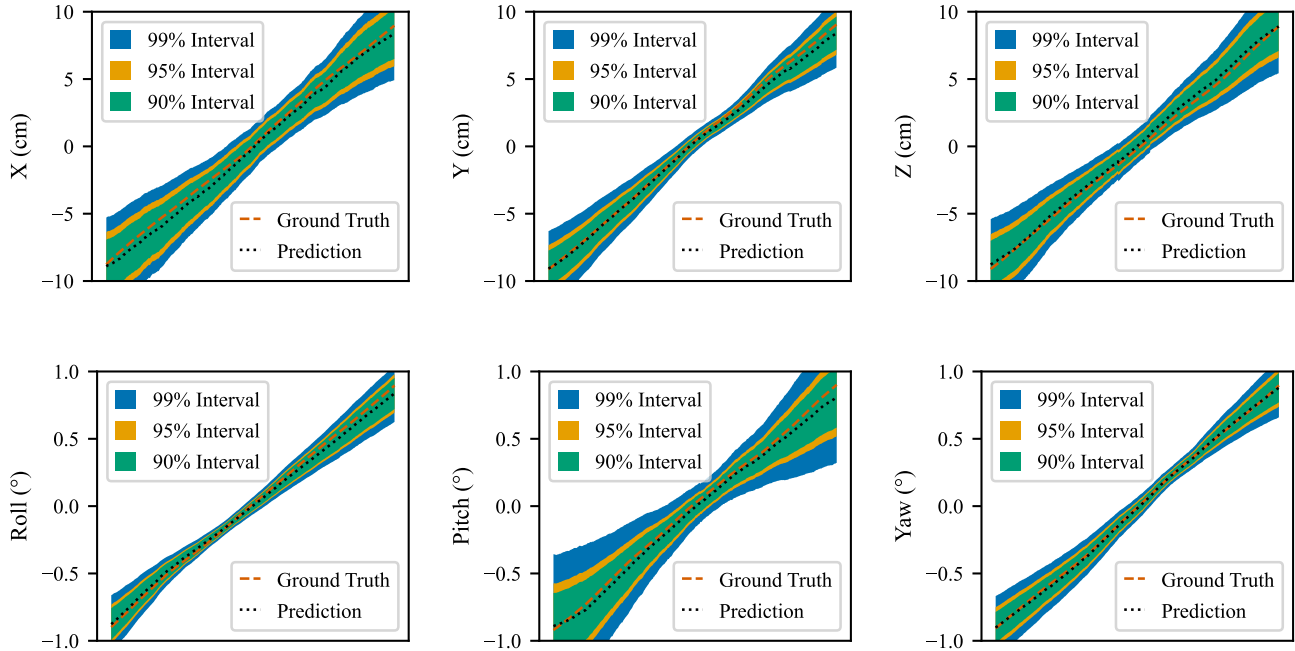 X (cm)
10
5
0
−5
−10
99% Interval
95% Interval
90% Interval
Ground Truth
Prediction
Y (cm)
10
5
0
−5
−10
99% Interval
95% Interval
90% Interval
Ground Truth
Prediction
Z (cm)
10
5
0
−5
−10
99% Interval
95% Interval
90% Interval
Ground Truth
Prediction
Roll (°)
1.0
0.5
0.0
−0.5
−1.0
99% Interval
95% Interval
90% Interval
Ground Truth
Prediction
Pitch (°)
1.0
0.5
0.0
−0.5
−1.0
99% Interval
95% Interval
90% Interval
Ground Truth
Prediction
Yaw (°)
1.0
0.5
0.0
−0.5
−1.0
99% Interval
95% Interval
90% Interval
Ground Truth
Prediction